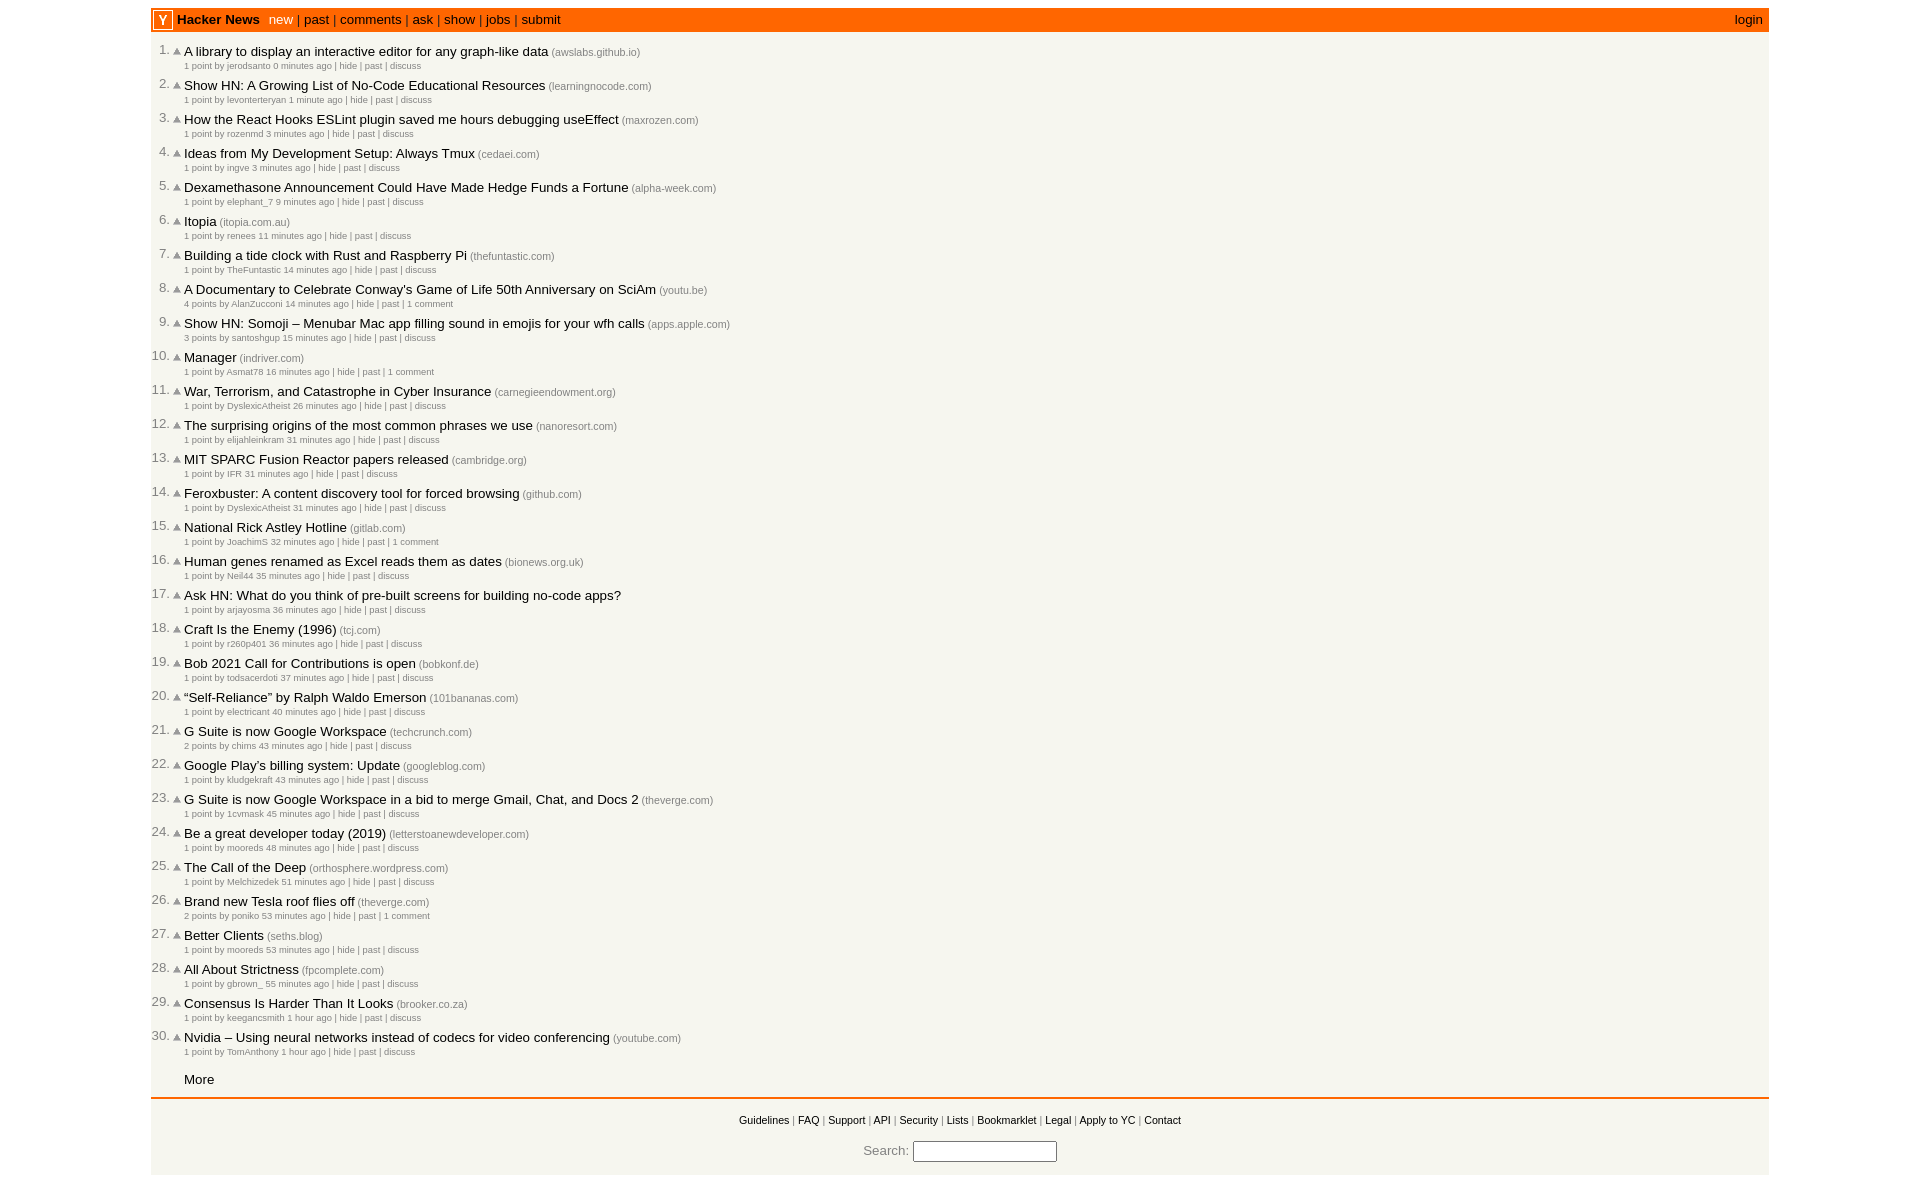 Y Hacker News new | past | comments | ask | show | jobs | submit login
1. A library to display an interactive editor for any graph-like data (awslabs.github.io)
1 point by jerodsanto 0 minutes ago | hide | past | discuss
2. Show HN: A Growing List of No-Code Educational Resources (learningnocode.com)
1 point by levonterteryan 1 minute ago | hide | past | discuss
3. How the React Hooks ESLint plugin saved me hours debugging useEffect (maxrozen.com)
1 point by rozenmd 3 minutes ago | hide | past | discuss
4. Ideas from My Development Setup: Always Tmux (cedaei.com)
1 point by ingve 3 minutes ago | hide | past | discuss
5. Dexamethasone Announcement Could Have Made Hedge Funds a Fortune (alpha-week.com)
1 point by elephant_7 9 minutes ago | hide | past | discuss
6. Itopia (itopia.com.au)
1 point by renees 11 minutes ago | hide | past | discuss
7. Building a tide clock with Rust and Raspberry Pi (thefuntastic.com)
1 point by TheFuntastic 14 minutes ago | hide | past | discuss
8. A Documentary to Celebrate Conway's Game of Life 50th Anniversary on SciAm (youtu.be)
4 points by AlanZucconi 14 minutes ago | hide | past | 1 comment
9. Show HN: Somoji – Menubar Mac app filling sound in emojis for your wfh calls (apps.apple.com)
3 points by santoshgup 15 minutes ago | hide | past | discuss
10. Manager (indriver.com)
1 point by Asmat78 16 minutes ago | hide | past | 1 comment
11. War, Terrorism, and Catastrophe in Cyber Insurance (carnegieendowment.org)
1 point by DyslexicAtheist 26 minutes ago | hide | past | discuss
12. The surprising origins of the most common phrases we use (nanoresort.com)
1 point by elijahleinkram 31 minutes ago | hide | past | discuss
13. MIT SPARC Fusion Reactor papers released (cambridge.org)
1 point by IFR 31 minutes ago | hide | past | discuss
14. Feroxbuster: A content discovery tool for forced browsing (github.com)
1 point by DyslexicAtheist 31 minutes ago | hide | past | discuss
15. National Rick Astley Hotline (gitlab.com)
1 point by JoachimS 32 minutes ago | hide | past | 1 comment
16. Human genes renamed as Excel reads them as dates (bionews.org.uk)
1 point by Neil44 35 minutes ago | hide | past | discuss
17. Ask HN: What do you think of pre-built screens for building no-code apps?
1 point by arjayosma 36 minutes ago | hide | past | discuss
18. Craft Is the Enemy (1996) (tcj.com)
1 point by r260p401 36 minutes ago | hide | past | discuss
19. Bob 2021 Call for Contributions is open (bobkonf.de)
1 point by todsacerdoti 37 minutes ago | hide | past | discuss
20. “Self-Reliance” by Ralph Waldo Emerson (101bananas.com)
1 point by electricant 40 minutes ago | hide | past | discuss
21. G Suite is now Google Workspace (techcrunch.com)
2 points by chims 43 minutes ago | hide | past | discuss
22. Google Play’s billing system: Update (googleblog.com)
1 point by kludgekraft 43 minutes ago | hide | past | discuss
23. G Suite is now Google Workspace in a bid to merge Gmail, Chat, and Docs 2 (theverge.com)
1 point by 1cvmask 45 minutes ago | hide | past | discuss
24. Be a great developer today (2019) (letterstoanewdeveloper.com)
1 point by mooreds 48 minutes ago | hide | past | discuss
25. The Call of the Deep (orthosphere.wordpress.com)
1 point by Melchizedek 51 minutes ago | hide | past | discuss
26. Brand new Tesla roof flies off (theverge.com)
2 points by poniko 53 minutes ago | hide | past | 1 comment
27. Better Clients (seths.blog)
1 point by mooreds 53 minutes ago | hide | past | discuss
28. All About Strictness (fpcomplete.com)
1 point by gbrown_ 55 minutes ago | hide | past | discuss
29. Consensus Is Harder Than It Looks (brooker.co.za)
1 point by keegancsmith 1 hour ago | hide | past | discuss
30. Nvidia – Using neural networks instead of codecs for video conferencing (youtube.com)
1 point by TomAnthony 1 hour ago | hide | past | discuss
More
Guidelines | FAQ | Support | API | Security | Lists | Bookmarklet | Legal | Apply to YC | Contact
Search: